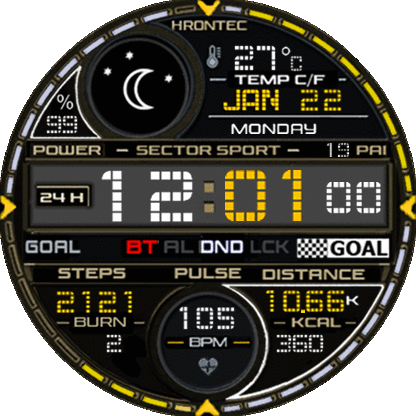 HRONTEC
27°C
TEMP C/F
JAN 22
MONDAY
%
99
POWER – SECTOR SPORT – 19 PAI
24 H 12:01 00
GOAL BT AL DND LCK GOAL
STEPS PULSE DISTANCE
2121 105 10.66K
BURN BPM KCAL
2 360